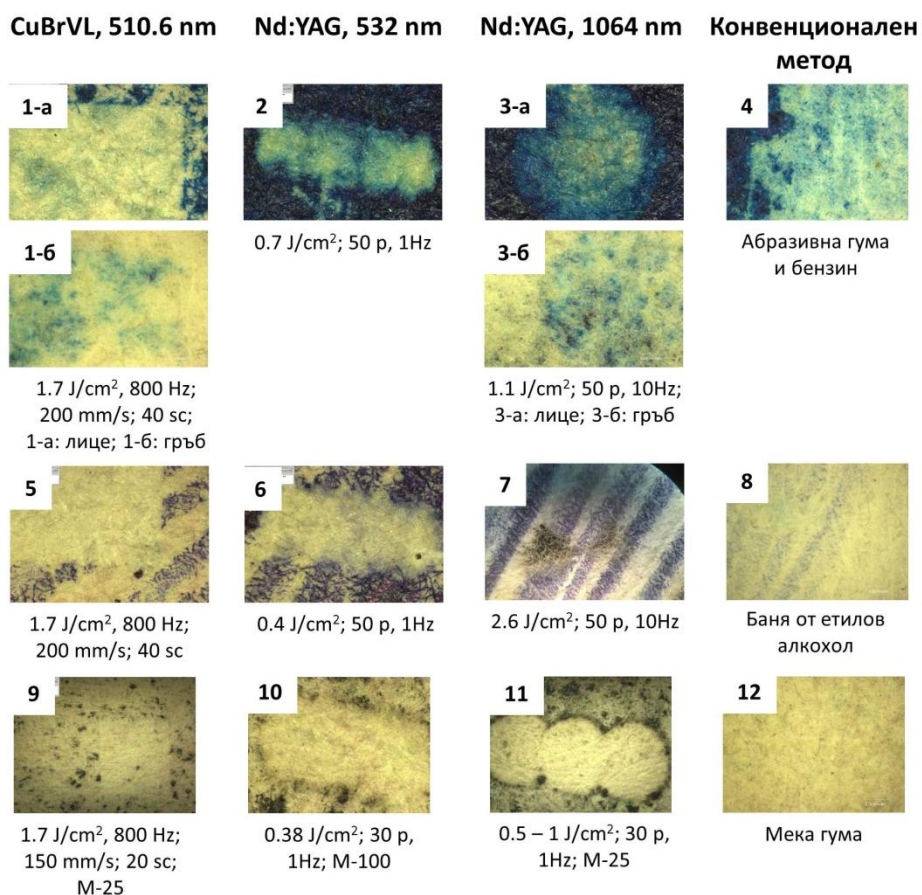 CuBrVL, 510.6 nm
Nd:YAG, 532 nm
Nd:YAG, 1064 nm
Конвенционален
метод
1-а
2
3-а
4
0.7 J/cm²; 50 p, 1Hz
Абразивна гума
и бензин
1-б
3-б
1.7 J/cm², 800 Hz;
200 mm/s; 40 sc;
1-а: лице; 1-б: гръб
1.1 J/cm²; 50 p, 10Hz;
3-а: лице; 3-б: гръб
5
6
7
8
1.7 J/cm², 800 Hz;
200 mm/s; 40 sc
0.4 J/cm²; 50 p, 1Hz
2.6 J/cm²; 50 p, 10Hz
Баня от етилов
алкохол
9
10
11
12
1.7 J/cm², 800 Hz;
150 mm/s; 20 sc;
M-25
0.38 J/cm²; 30 p,
1Hz; M-100
0.5 – 1 J/cm²; 30 p,
1Hz; M-25
Мека гума